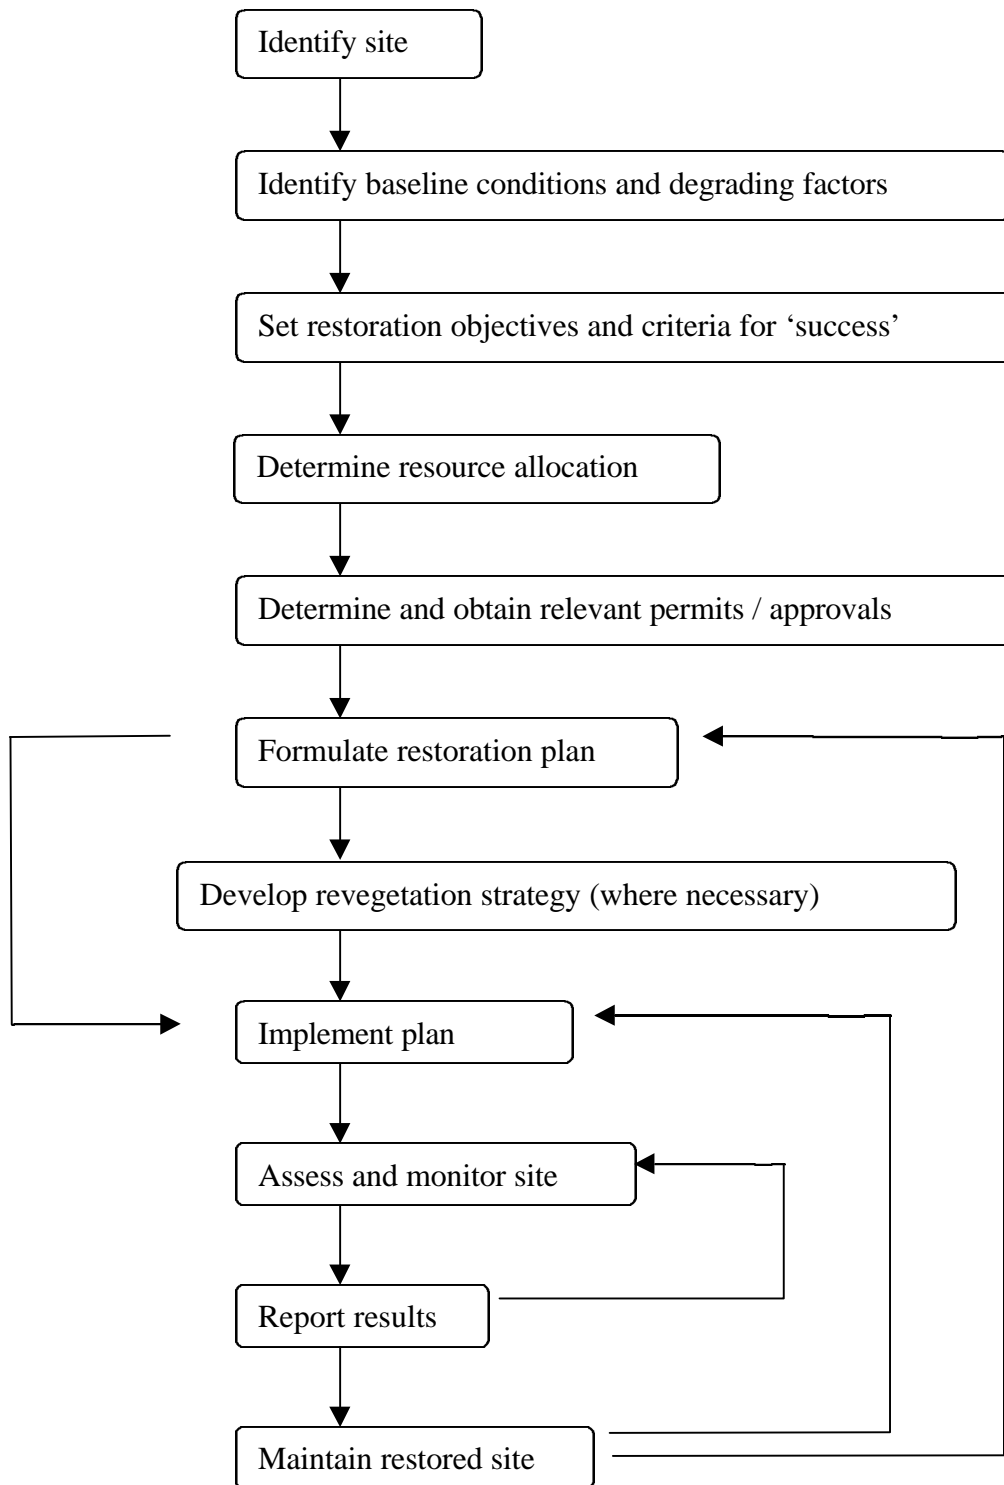 Identify site
Identify baseline conditions and degrading factors
Set restoration objectives and criteria for ‘success’
Determine resource allocation
Determine and obtain relevant permits / approvals
Formulate restoration plan
Develop revegetation strategy (where necessary)
Implement plan
Assess and monitor site
Report results
Maintain restored site